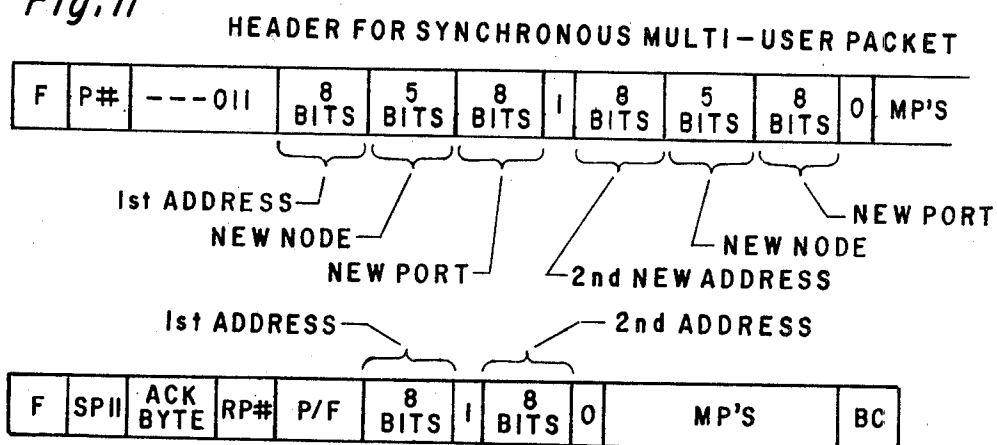 Fig. 11
HEADER FOR SYNCHRONOUS MULTI-USER PACKET
F P# ---011 8 BITS 5 BITS 8 BITS 1 8 BITS 5 BITS 8 BITS 0 MP'S
1st ADDRESS
NEW PORT
NEW NODE
NEW NODE
NEW PORT
2nd NEW ADDRESS
1st ADDRESS
2nd ADDRESS
F SP11 ACK BYTE RP# P/F 8 BITS 1 8 BITS 0 MP'S BC